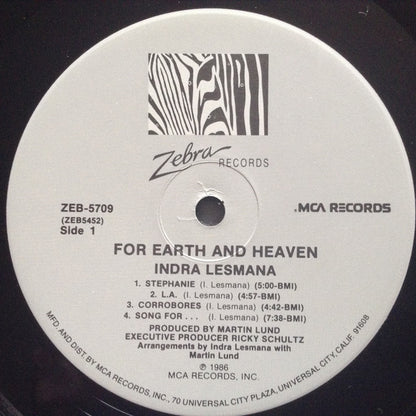 Zebra RECORDS
ZEB-5709
(ZEB5452)
Side 1
.MCA RECORDS
FOR EARTH AND HEAVEN
INDRA LESMANA
1. STEPHANIE (I. Lesmana) (5:00-BMI)
2. L.A. (I. Lesmana) (4:57-BMI)
3. CORROBORES (I. Lesmana) (4:42-BMI)
4. SONG FOR . . . (I. Lesmana) (7:38-BMI)
PRODUCED BY MARTIN LUND
EXECUTIVE PRODUCER RICKY SCHULTZ
Arrangements by Indra Lesmana with
Martin Lund
℗ 1986
MCA RECORDS, INC.
MFD. AND DIST. BY MCA RECORDS, INC., 70 UNIVERSAL CITY PLAZA, UNIVERSAL CITY, CALIF. 91608